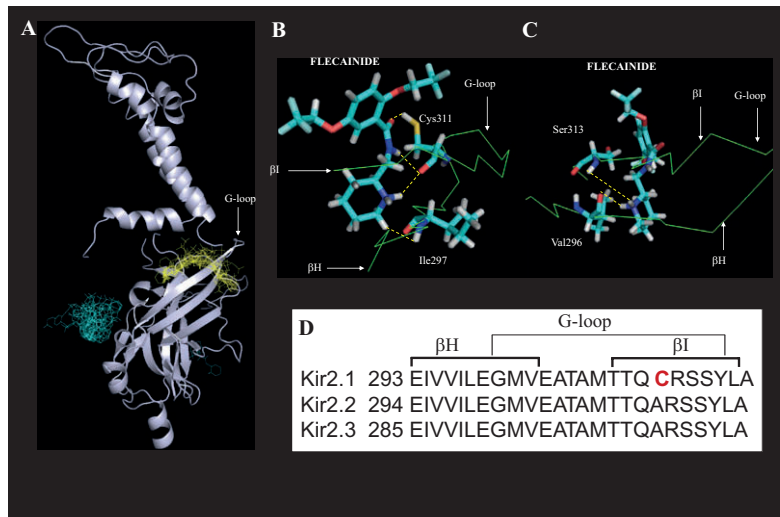 A
G-loop
B
FLECAINIDE
G-loop
Cys311
βI
Ile297
βH
C
FLECAINIDE
βI
G-loop
Ser313
Val296
βH
D
G-loop
βH βI
Kir2.1 293 EIVVILEGMVEATAMTTQCRSSYLA
Kir2.2 294 EIVVILEGMVEATAMTTQARSSYLA
Kir2.3 285 EIVVILEGMVEATAMTTQARSSYLA